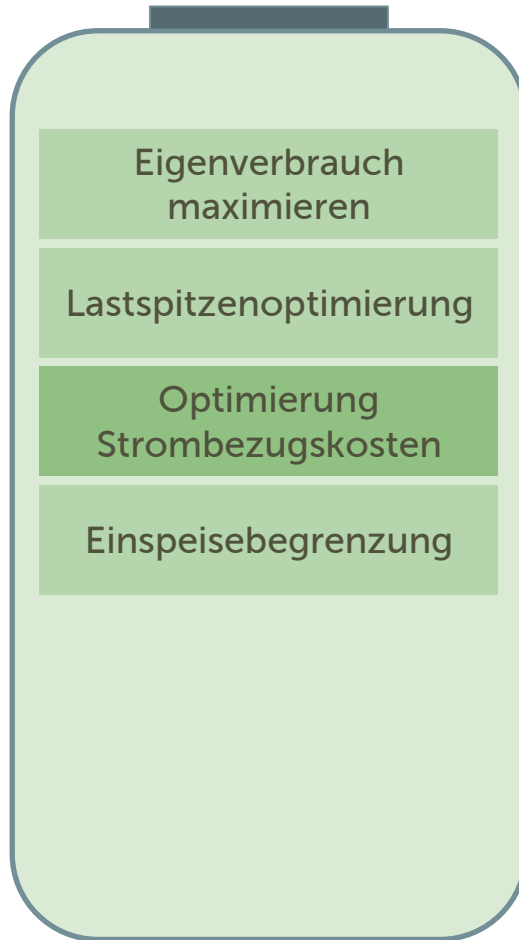 Eigenverbrauch
maximieren
Lastspitzenoptimierung
Optimierung
Strombezugskosten
Einspeisebegrenzung